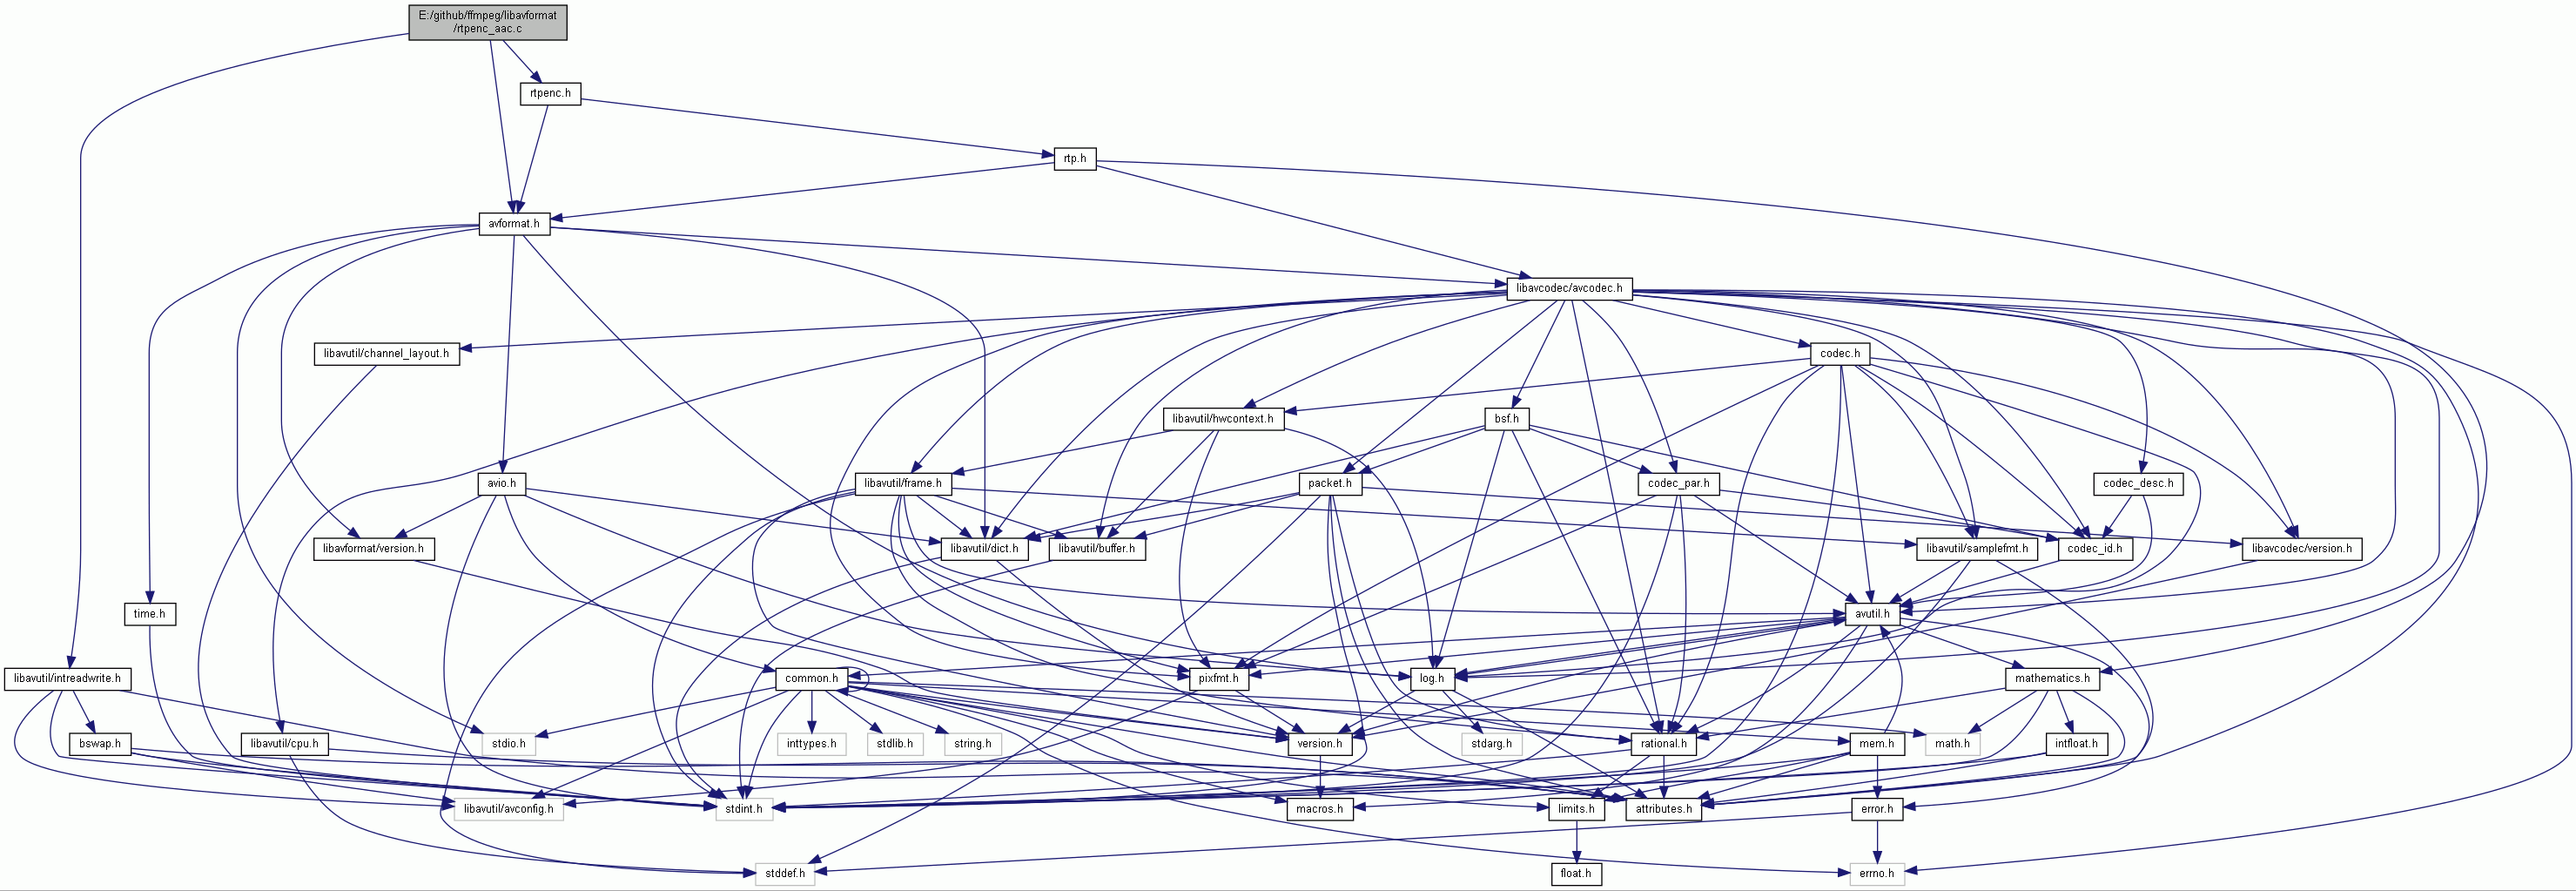 E:/github/ffmpeg/libavformat
/rtpenc_aac.c
rtpenc.h
rtp.h
avformat.h
libavcodec/avcodec.h
libavutil/channel_layout.h
codec.h
libavutil/hwcontext.h
bsf.h
avio.h
libavutil/frame.h
packet.h
codec_par.h
codec_desc.h
libavformat/version.h
libavutil/dict.h
libavutil/buffer.h
libavutil/samplefmt.h
codec_id.h
libavcodec/version.h
time.h
avutil.h
libavutil/intreadwrite.h
common.h
pixfmt.h
log.h
mathematics.h
bswap.h
libavutil/cpu.h
stdio.h
inttypes.h
stdlib.h
string.h
version.h
stdarg.h
rational.h
mem.h
math.h
intfloat.h
libavutil/avconfig.h
stdint.h
macros.h
limits.h
attributes.h
error.h
stddef.h
float.h
errno.h